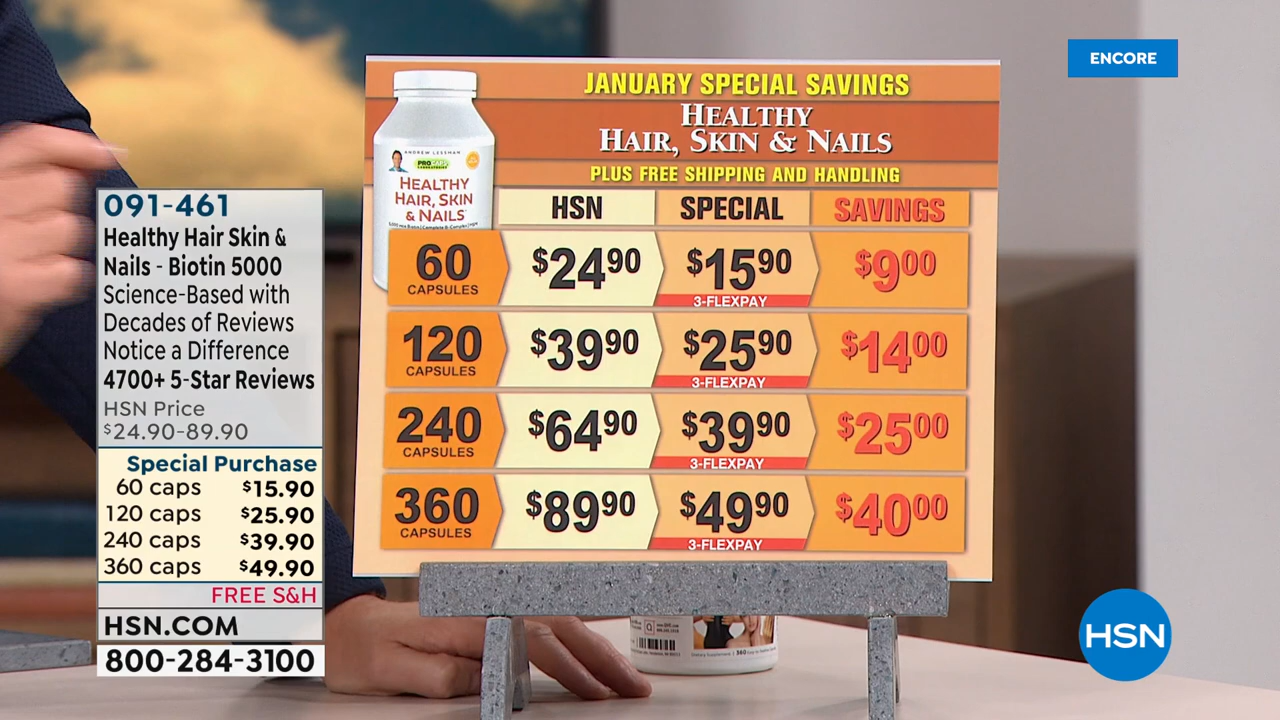 ENCORE
JANUARY SPECIAL SAVINGS
HEALTHY
HAIR, SKIN & NAILS
PLUS FREE SHIPPING AND HANDLING
HSN SPECIAL SAVINGS
60 CAPSULES $24.90 $15.90 3-FLEXPAY $9.00
120 CAPSULES $39.90 $25.90 3-FLEXPAY $14.00
240 CAPSULES $64.90 $39.90 3-FLEXPAY $25.00
360 CAPSULES $89.90 $49.90 3-FLEXPAY $40.00
ANDREW LESSMAN
PROCAPS
LABORATORIES
HEALTHY
HAIR, SKIN
& NAILS
091-461
Healthy Hair Skin &
Nails - Biotin 5000
Science-Based with
Decades of Reviews
Notice a Difference
4700+ 5-Star Reviews
HSN Price
$24.90-89.90
Special Purchase
60 caps $15.90
120 caps $25.90
240 caps $39.90
360 caps $49.90
FREE S&H
HSN.COM
800-284-3100
HSN